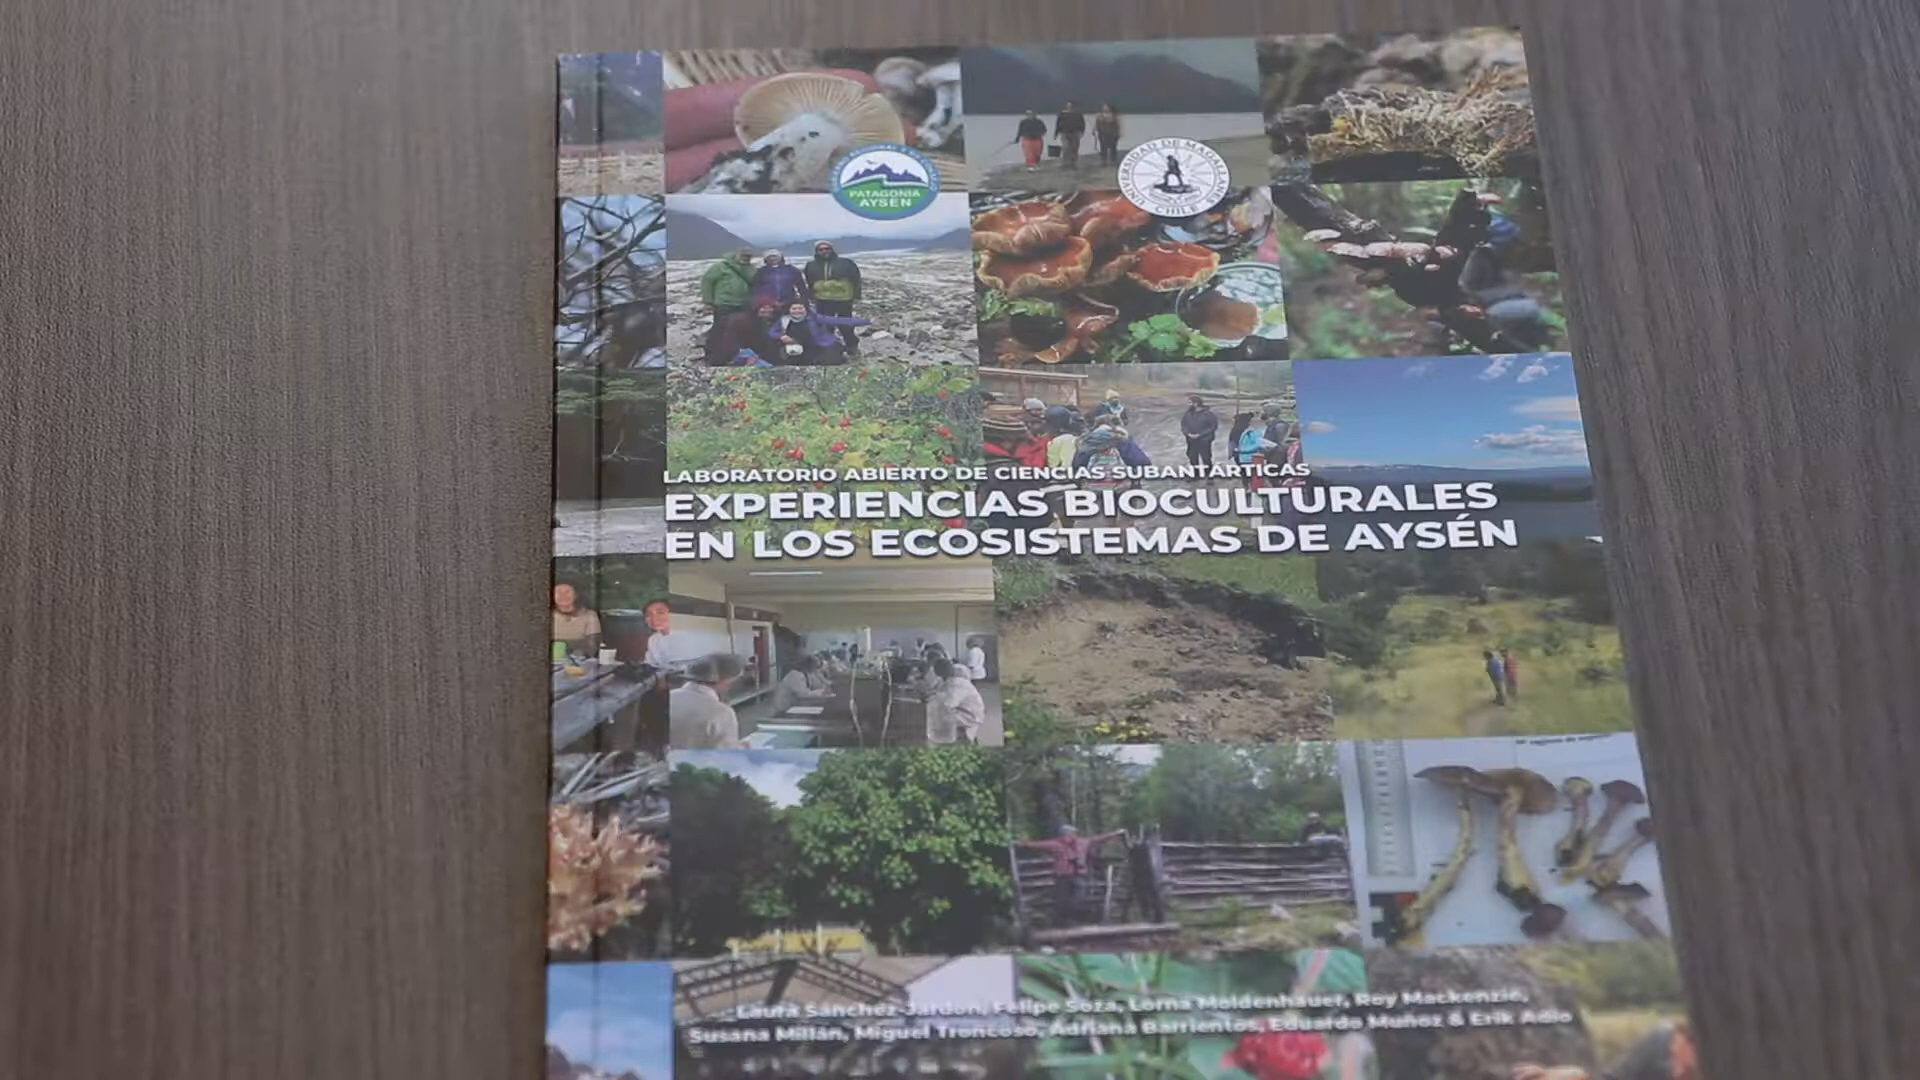 PATAGONIA
AYSÉN
UNIVERSIDAD DE MAGALLANES
CHILE
LABORATORIO ABIERTO DE CIENCIAS SUBANTÁRTICAS
EXPERIENCIAS BIOCULTURALES
EN LOS ECOSISTEMAS DE AYSÉN
Laura Sánchez-Jardón, Felipe Soza, Lorna Moldenhauer, Roy Mackenzie,
Susana Millán, Miguel Troncoso, Adriana Barrientos, Eduardo Muñoz & Erik Adio